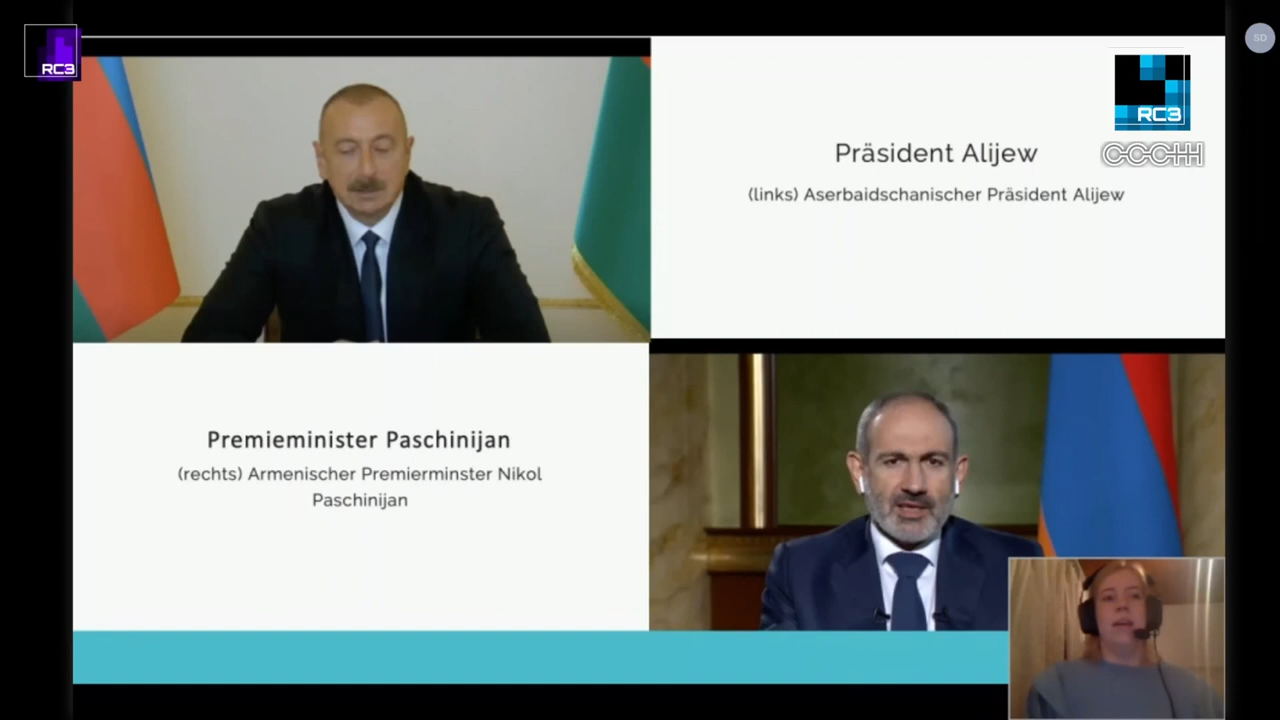 RC3
SD
RC3
CCCHH
Präsident Alijew
(links) Aserbaidschanischer Präsident Alijew
Premieminister Paschinijan
(rechts) Armenischer Premierminster Nikol
Paschinijan